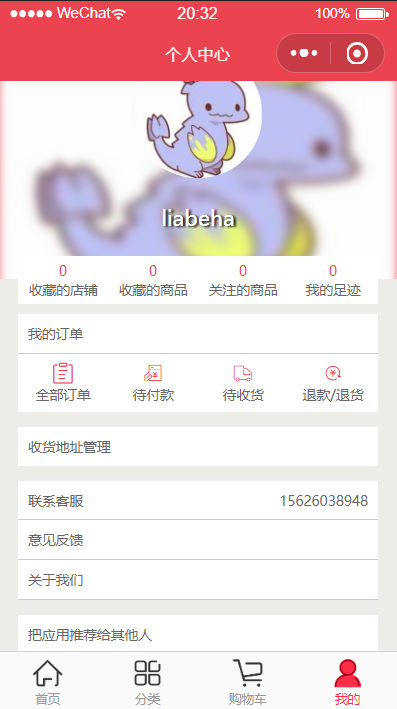 WeChat 20:32 100%
个人中心
liabeha
0 0 0 0
收藏的店铺 收藏的商品 关注的商品 我的足迹
我的订单
全部订单 待付款 待收货 退款/退货
收货地址管理
联系客服 15626038948
意见反馈
关于我们
把应用推荐给其他人
首页 分类 购物车 我的